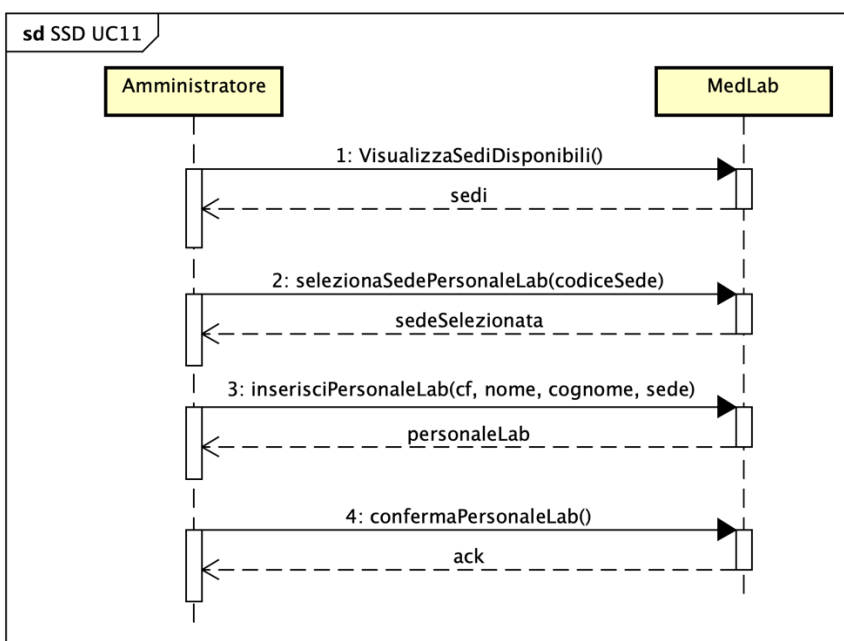 sd SSD UC11
Amministratore
MedLab
1: VisualizzaSediDisponibili()
sedi
2: selezionaSedePersonaleLab(codiceSede)
sedeSelezionata
3: inserisciPersonaleLab(cf, nome, cognome, sede)
personaleLab
4: confermaPersonaleLab()
ack